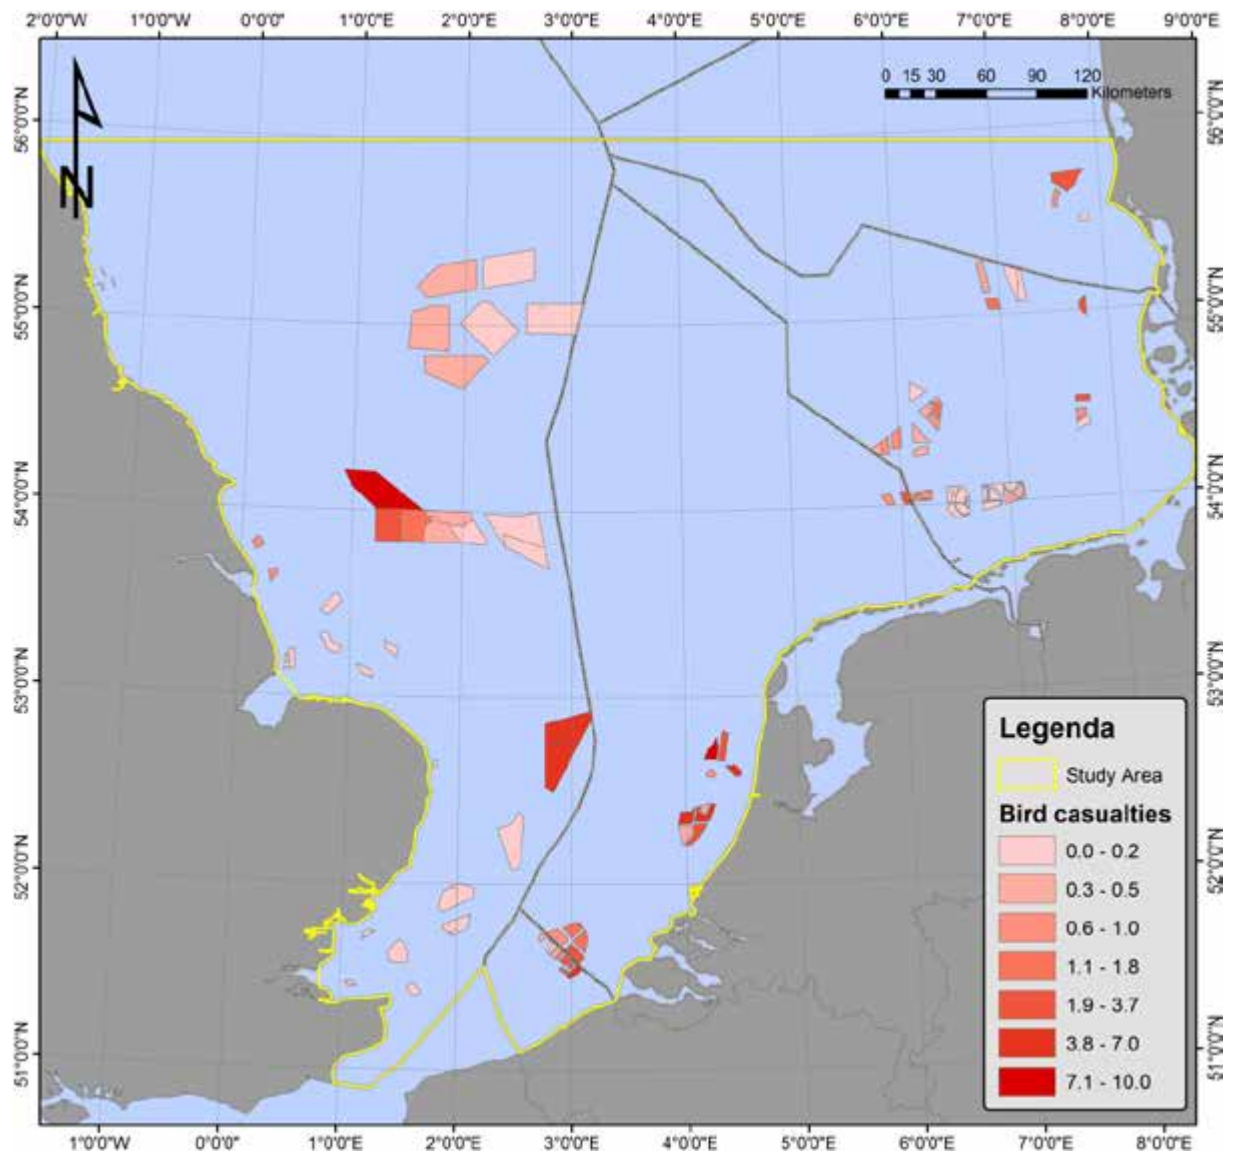 2°0'0"W 1°0'0"W 0°0'0" 1°0'0"E 2°0'0"E 3°0'0"E 4°0'0"E 5°0'0"E 6°0'0"E 7°0'0"E 8°0'0"E 9°0'0"E
0 15 30 60 90 120
Kilometers
N
56°0'0"N
55°0'0"N
54°0'0"N
53°0'0"N
52°0'0"N
51°0'0"N
56°0'0"N
55°0'0"N
54°0'0"N
53°0'0"N
52°0'0"N
51°0'0"N
Legenda
Study Area
Bird casualties
0.0 - 0.2
0.3 - 0.5
0.6 - 1.0
1.1 - 1.8
1.9 - 3.7
3.8 - 7.0
7.1 - 10.0
1°0'0"W 0°0'0" 1°0'0"E 2°0'0"E 3°0'0"E 4°0'0"E 5°0'0"E 6°0'0"E 7°0'0"E 8°0'0"E